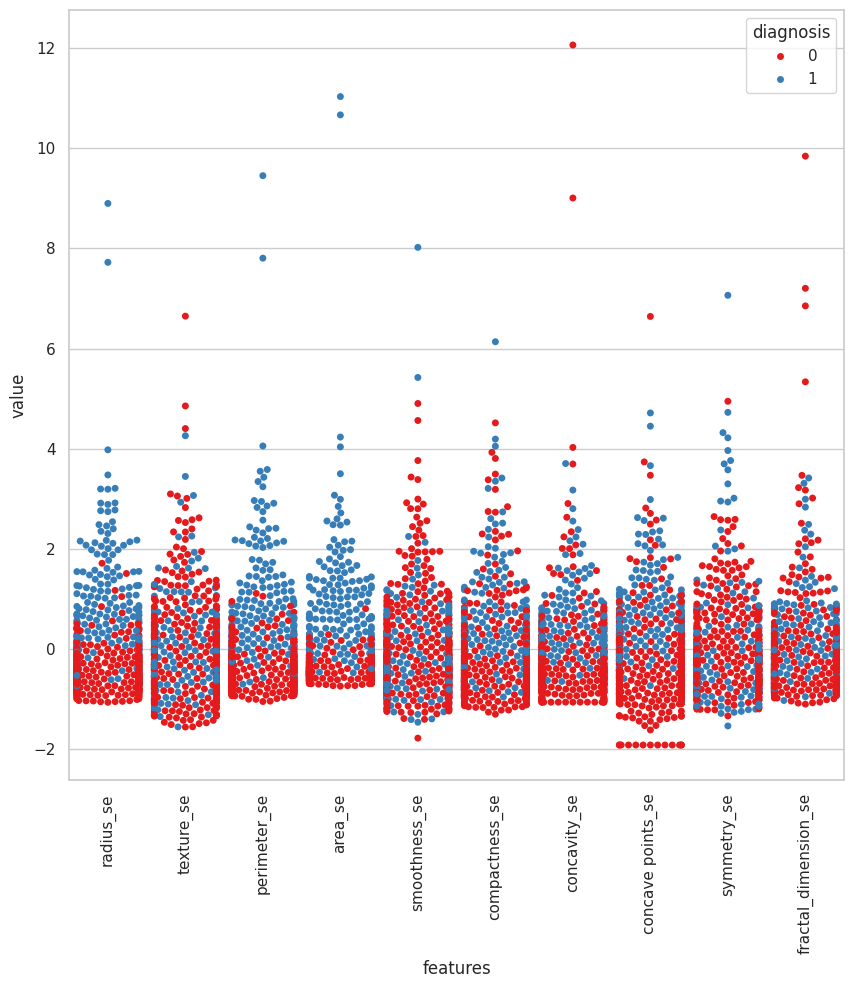 diagnosis
0
1
12
10
8
6
4
2
0
−2
value
radius_se
texture_se
perimeter_se
area_se
smoothness_se
compactness_se
concavity_se
concave points_se
symmetry_se
fractal_dimension_se
features